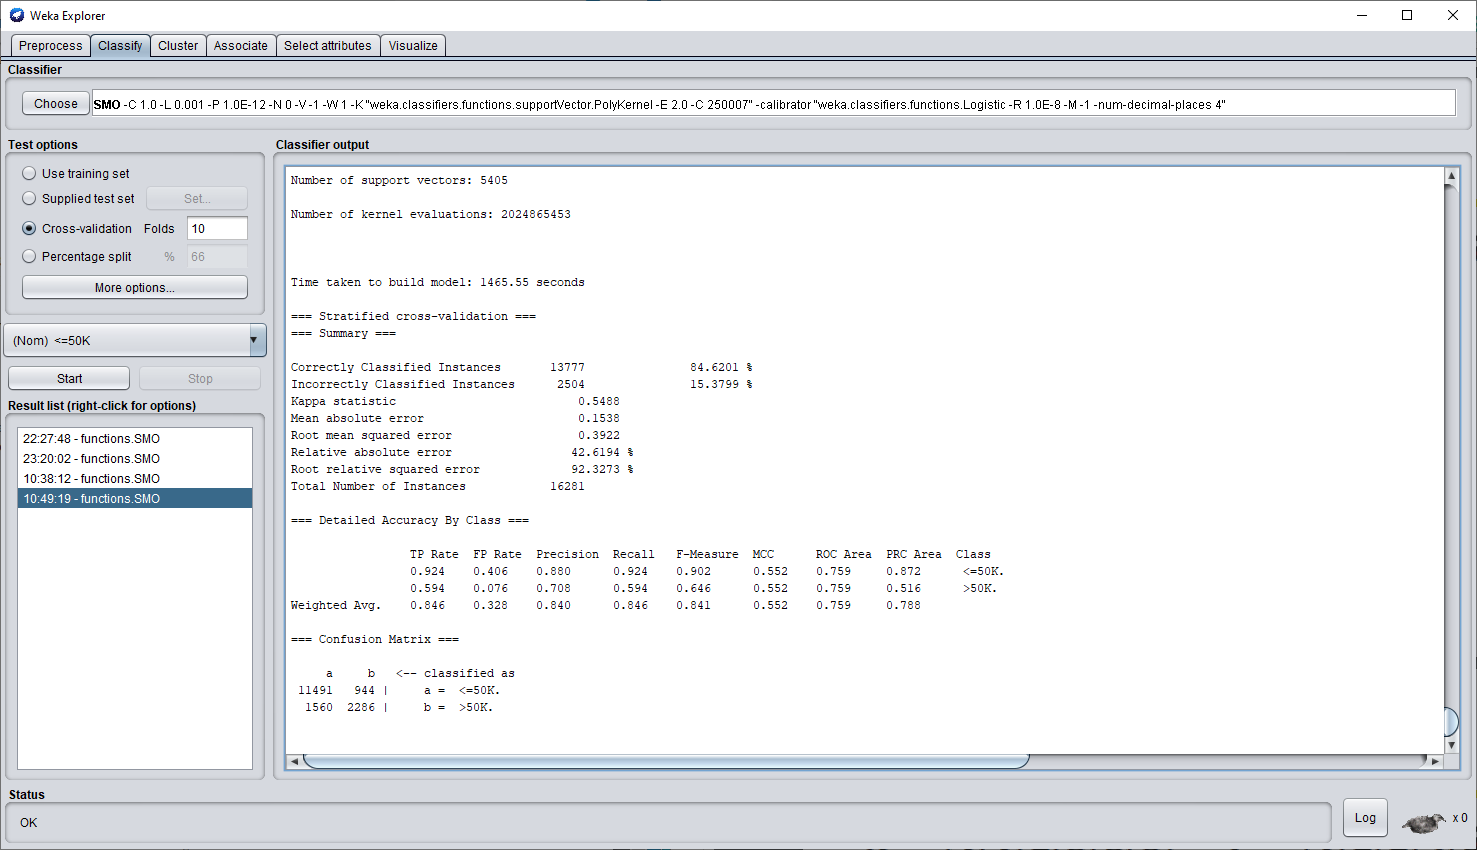 Weka Explorer
Preprocess Classify Cluster Associate Select attributes Visualize
Classifier
Choose SMO -C 1.0 -L 0.001 -P 1.0E-12 -N 0 -V -1 -W 1 -K "weka.classifiers.functions.supportVector.PolyKernel -E 2.0 -C 250007" -calibrator "weka.classifiers.functions.Logistic -R 1.0E-8 -M -1 -num-decimal-places 4"
Test options
Use training set
Supplied test set Set...
Cross-validation Folds 10
Percentage split % 66
More options...
(Nom) <=50K
Start Stop
Result list (right-click for options)
22:27:48 - functions.SMO
23:20:02 - functions.SMO
10:38:12 - functions.SMO
10:49:19 - functions.SMO
Classifier output
Number of support vectors: 5405
Number of kernel evaluations: 2024865453
Time taken to build model: 1465.55 seconds
=== Stratified cross-validation ===
=== Summary ===
Correctly Classified Instances 13777 84.6201 %
Incorrectly Classified Instances 2504 15.3799 %
Kappa statistic 0.5488
Mean absolute error 0.1538
Root mean squared error 0.3922
Relative absolute error 42.6194 %
Root relative squared error 92.3273 %
Total Number of Instances 16281
=== Detailed Accuracy By Class ===
TP Rate FP Rate Precision Recall F-Measure MCC ROC Area PRC Area Class
0.924 0.406 0.880 0.924 0.902 0.552 0.759 0.872 <=50K.
0.594 0.076 0.708 0.594 0.646 0.552 0.759 0.516 >50K.
Weighted Avg. 0.846 0.328 0.840 0.846 0.841 0.552 0.759 0.788
=== Confusion Matrix ===
a b <-- classified as
11491 944 | a = <=50K.
1560 2286 | b = >50K.
Status
OK
Log x 0